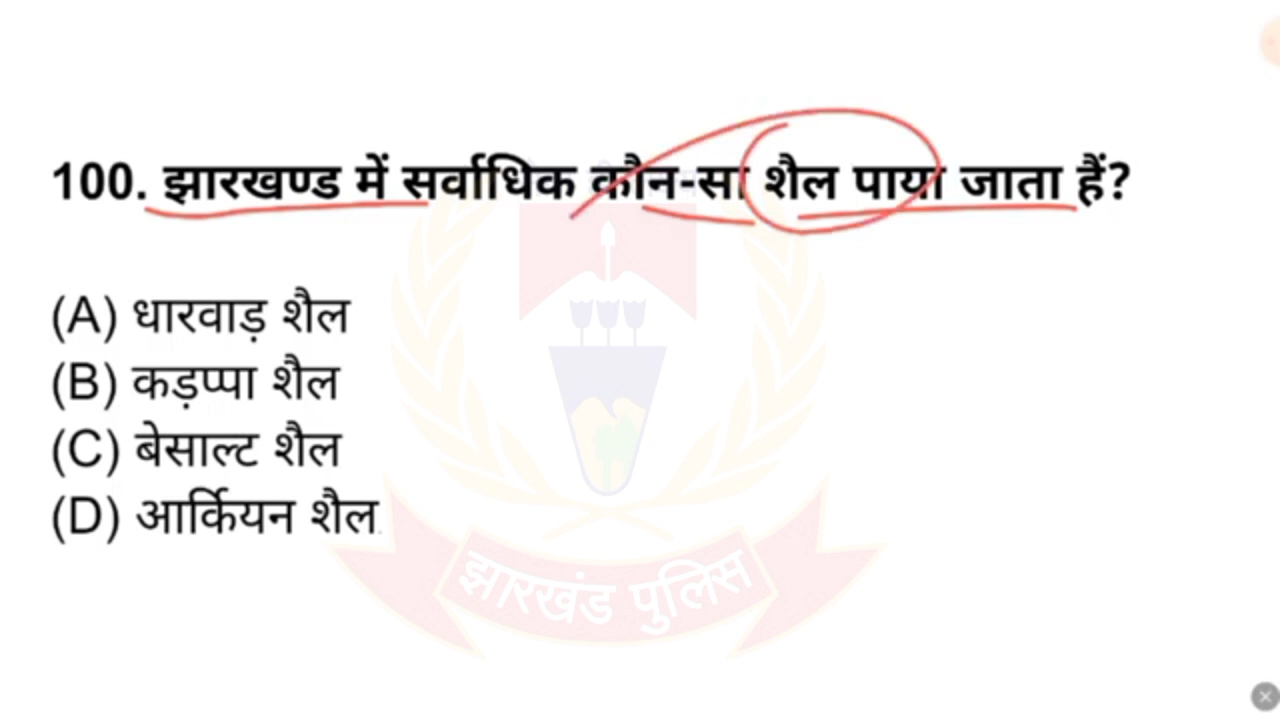 100. झारखण्ड में सर्वाधिक कौन-सा शैल पाया जाता हैं?
(A) धारवाड़ शैल
(B) कड़प्पा शैल
(C) बेसाल्ट शैल
(D) आर्कियन शैल
झारखंड पुलिस